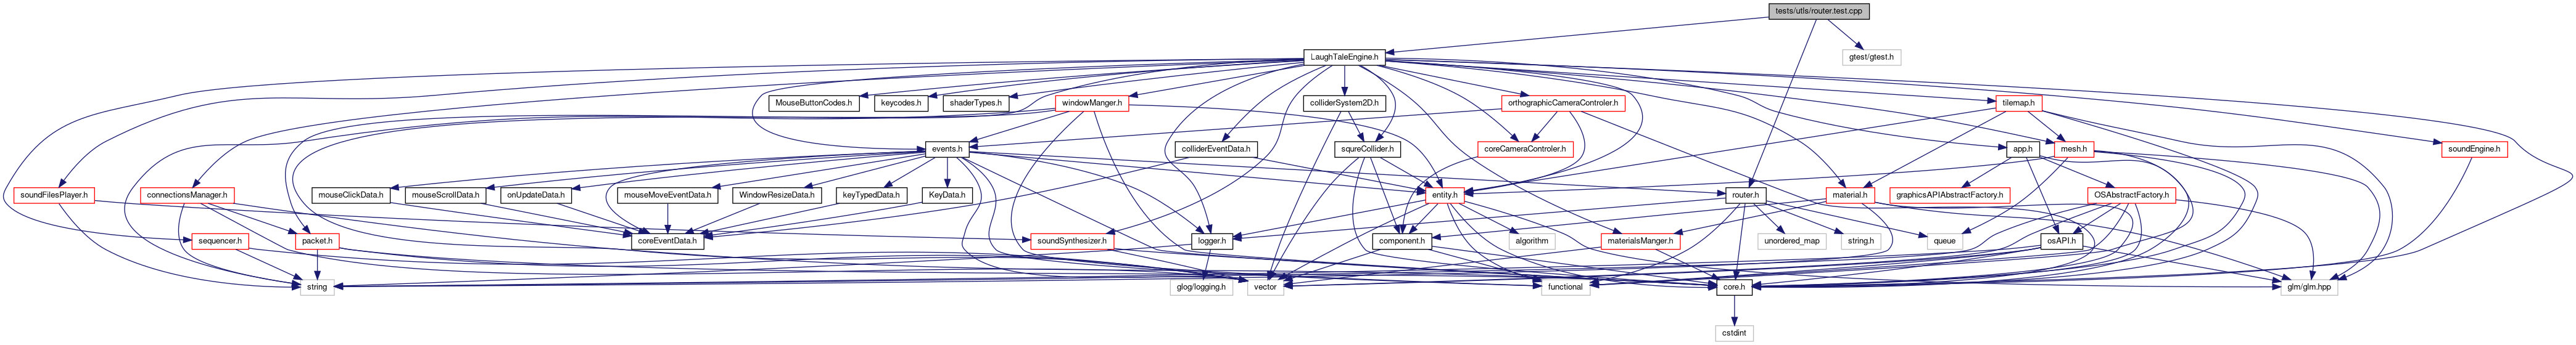 tests/utls/router.test.cpp
LaughTaleEngine.h
gtest/gtest.h
MouseButtonCodes.h
keycodes.h
shaderTypes.h
windowManger.h
colliderSystem2D.h
orthographicCameraControler.h
tilemap.h
events.h
colliderEventData.h
squreCollider.h
coreCameraControler.h
app.h
mesh.h
soundEngine.h
soundFilesPlayer.h
connectionsManager.h
mouseClickData.h
mouseScrollData.h
onUpdateData.h
mouseMoveEventData.h
WindowResizeData.h
keyTypedData.h
KeyData.h
entity.h
router.h
material.h
graphicsAPIAbstractFactory.h
OSAbstractFactory.h
sequencer.h
packet.h
coreEventData.h
soundSynthesizer.h
logger.h
component.h
algorithm
materialsManger.h
unordered_map
string.h
queue
osAPI.h
string
glog/logging.h
vector
functional
core.h
glm/glm.hpp
cstdint